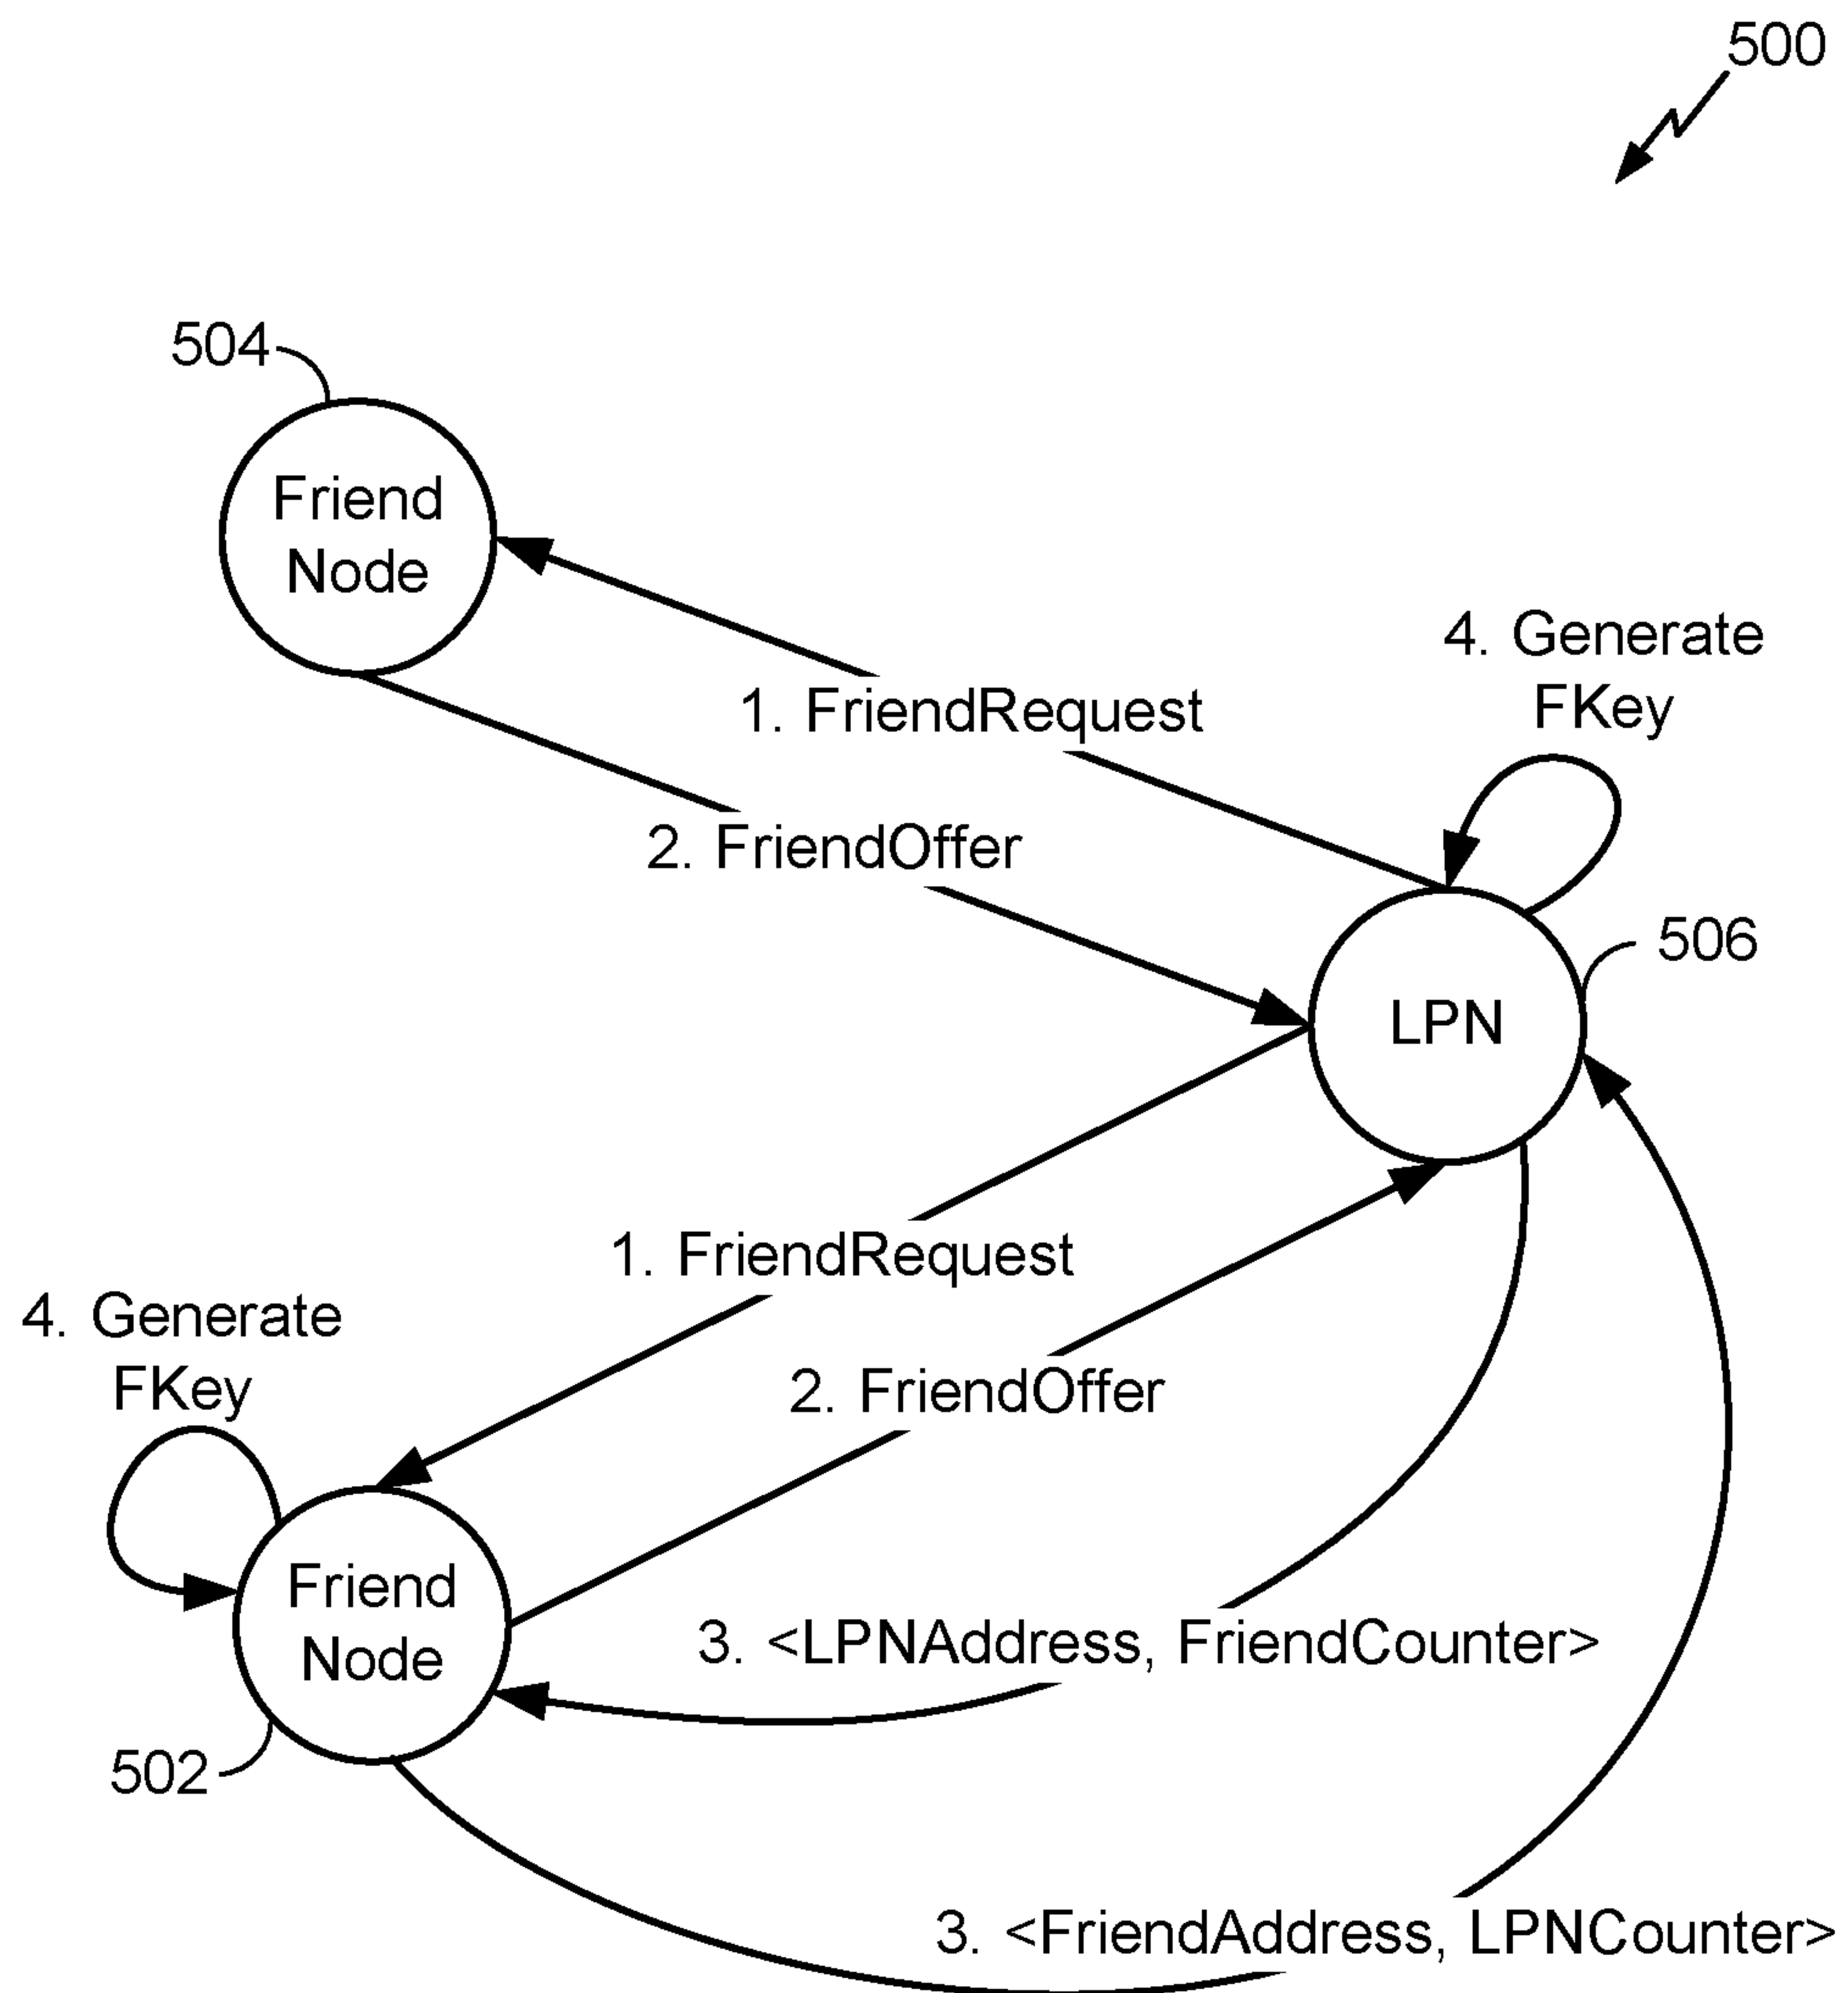 500
504
Friend
Node
4. Generate
FKey
1. FriendRequest
2. FriendOffer
506
LPN
1. FriendRequest
4. Generate
FKey
2. FriendOffer
Friend
Node
3. <LPNAddress, FriendCounter>
502
3. <FriendAddress, LPNCounter>